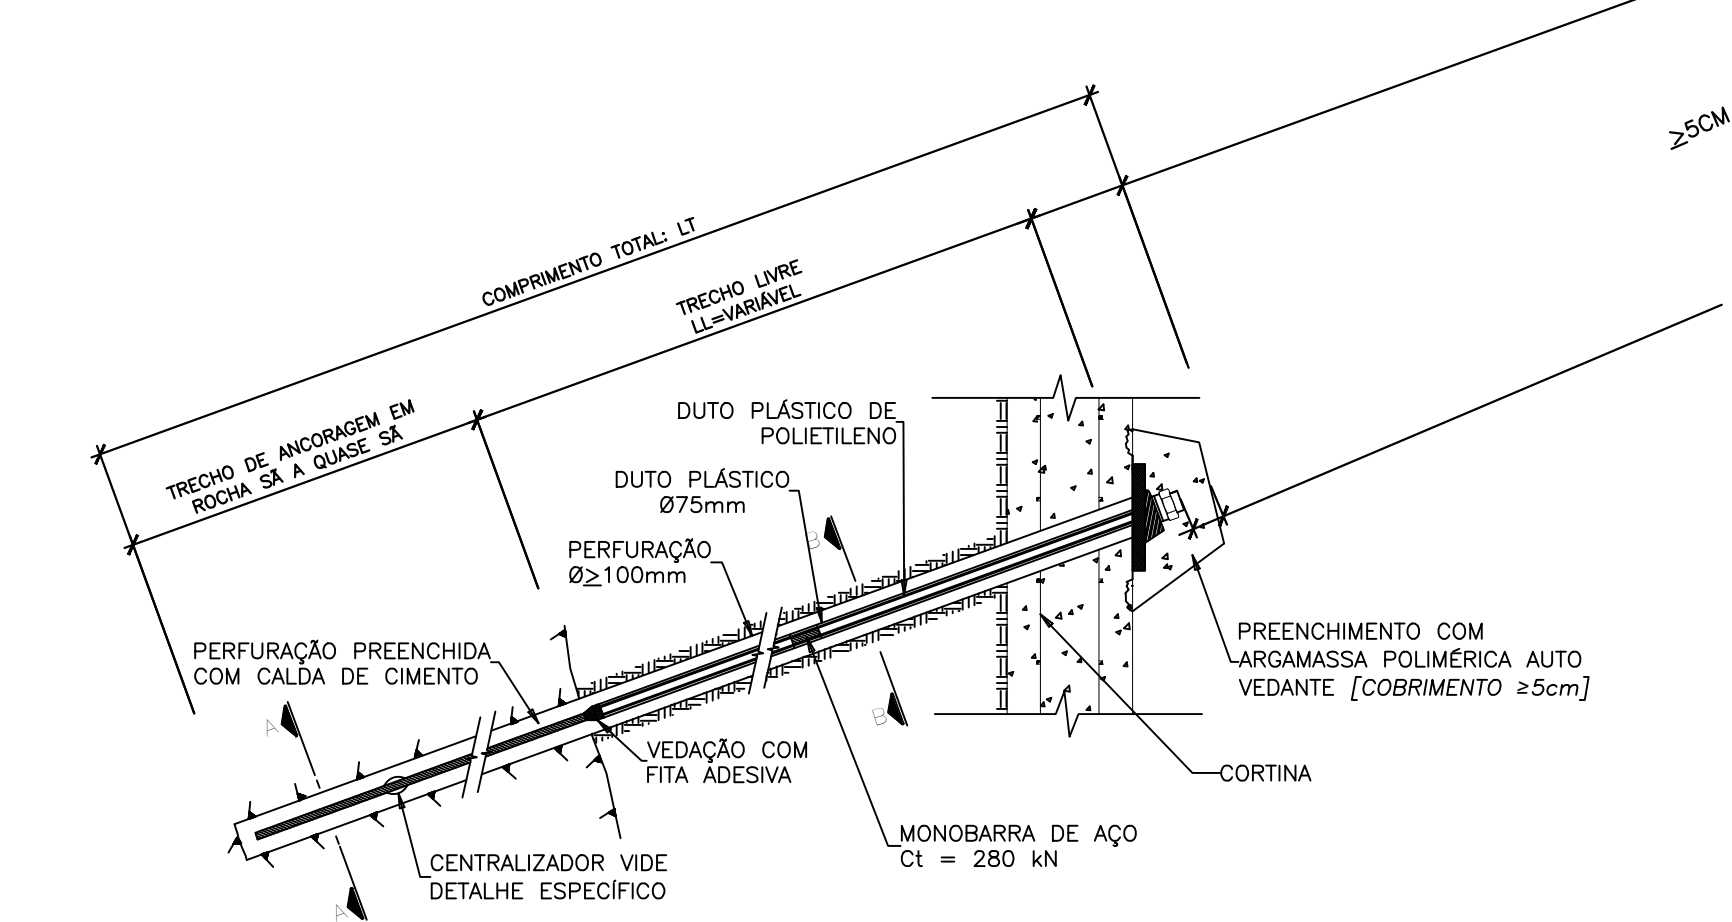 ≥5CM
COMPRIMENTO TOTAL: LT
TRECHO LIVRE
LL=VARIÁVEL
TRECHO DE ANCORAGEM EM
ROCHA SÃ A QUASE SÃ
DUTO PLÁSTICO DE
POLIETILENO
DUTO PLÁSTICO
Ø75mm
PERFURAÇÃO
Ø≥100mm
B
PERFURAÇÃO PREENCHIDA
COM CALDA DE CIMENTO
A
B
PREENCHIMENTO COM
ARGAMASSA POLIMÉRICA AUTO
VEDANTE [COBRIMENTO ≥5cm]
VEDAÇÃO COM
FITA ADESIVA
CORTINA
MONOBARRA DE AÇO
Ct = 280 kN
CENTRALIZADOR VIDE
DETALHE ESPECÍFICO
A